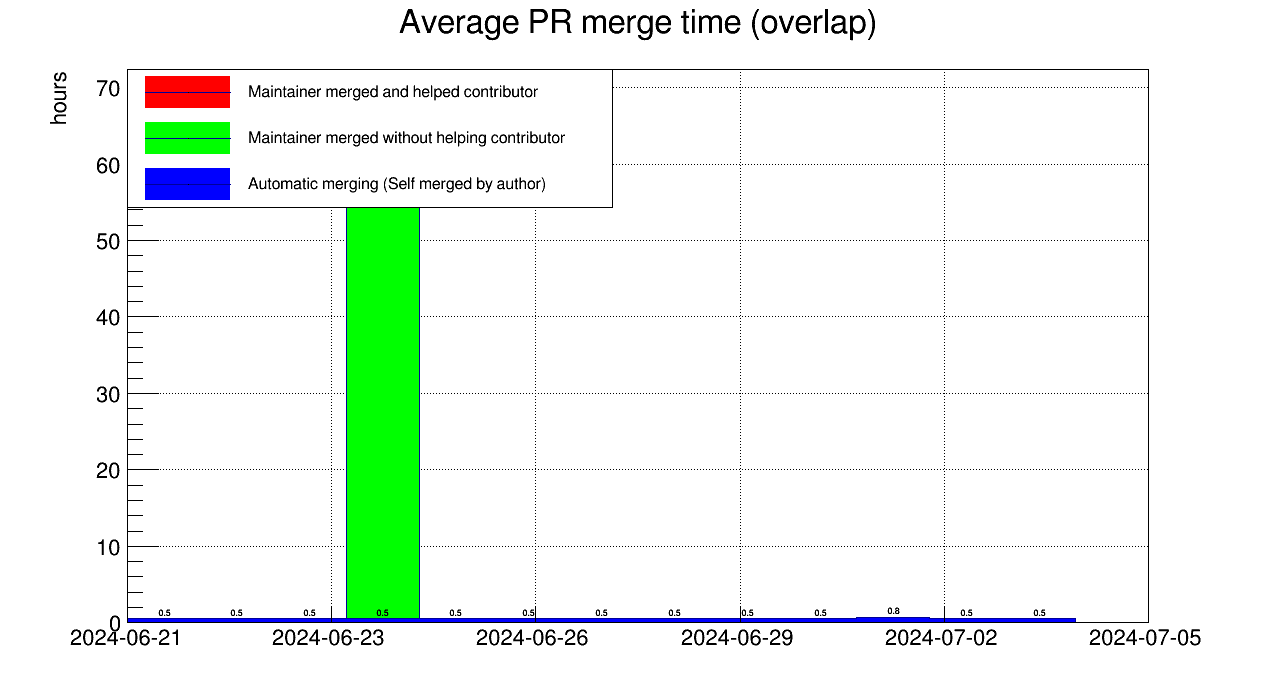 Average PR merge time (overlap)
hours
70
60
50
40
30
20
10
0
Maintainer merged and helped contributor
Maintainer merged without helping contributor
Automatic merging (Self merged by author)
0.5 0.5 0.5 0.5 0.5 0.5 0.5 0.5 0.5 0.5 0.8 0.5 0.5
2024-06-21 2024-06-23 2024-06-26 2024-06-29 2024-07-02 2024-07-05